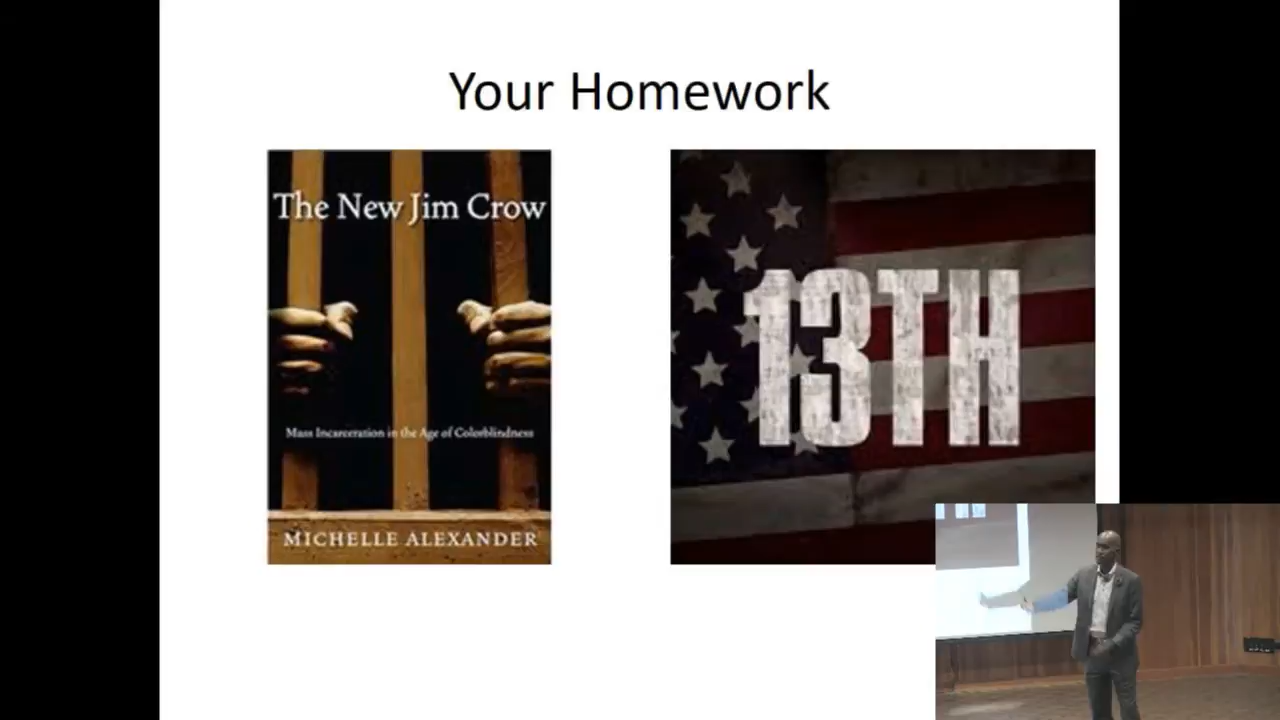 Your Homework
The New Jim Crow
Mass Incarceration in the Age of Colorblindness
MICHELLE ALEXANDER
13TH